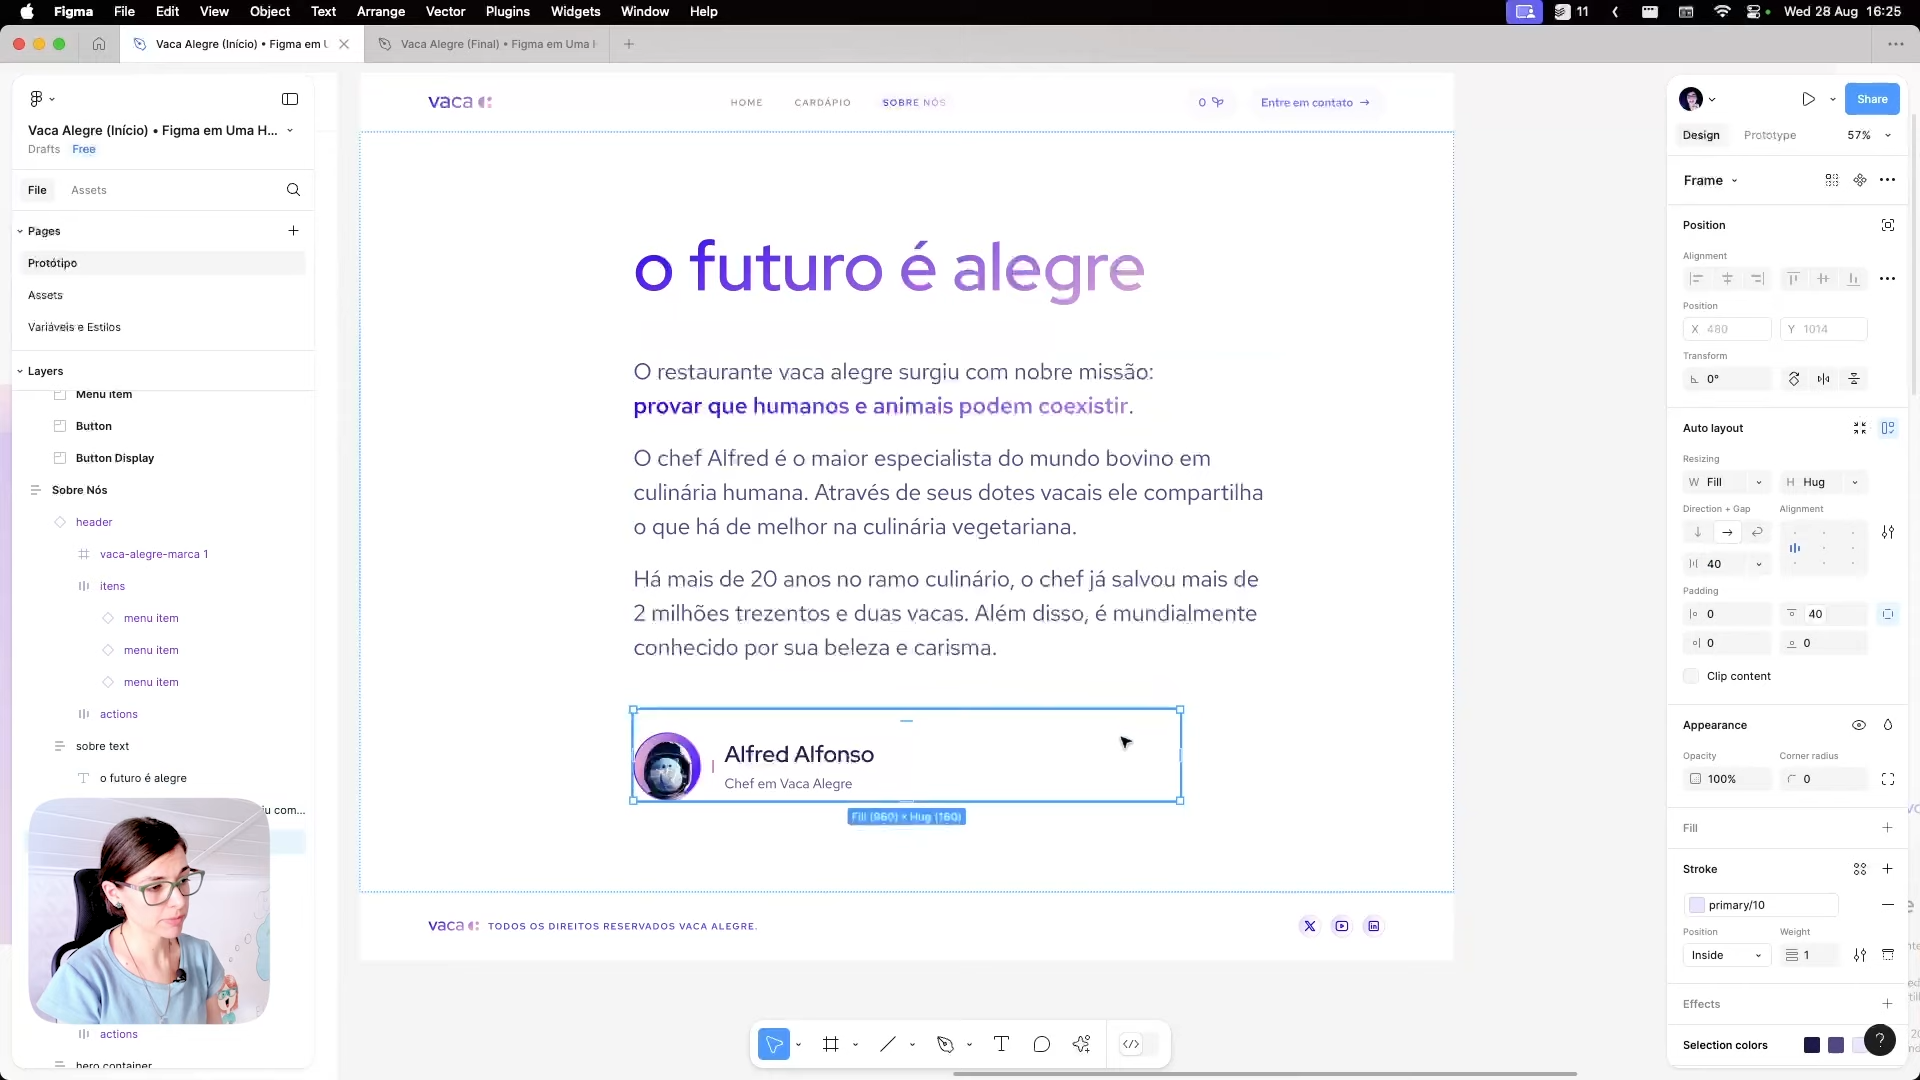 Figma File Edit View Object Text Arrange Vector Plugins Widgets Window Help
11 Wed 28 Aug 16:25
Vaca Alegre (Início) • Figma em U
Vaca Alegre (Final) • Figma em Uma H
Vaca Alegre (Início) • Figma em Uma H...
Drafts Free
File Assets
Pages
Protótipo
Assets
Variáveis e Estilos
Layers
Menu item
Button
Button Display
Sobre Nós
header
vaca-alegre-marca 1
itens
menu item
menu item
menu item
actions
sobre text
o futuro é alegre
iu com...
actions
hero container
vaca
HOME CARDÁPIO SOBRE NÓS
0
Entre em contato →
o futuro é alegre
O restaurante vaca alegre surgiu com nobre missão:
provar que humanos e animais podem coexistir.
O chef Alfred é o maior especialista do mundo bovino em
culinária humana. Através de seus dotes vacais ele compartilha
o que há de melhor na culinária vegetariana.
Há mais de 20 anos no ramo culinário, o chef já salvou mais de
2 milhões trezentos e duas vacas. Além disso, é mundialmente
conhecido por sua beleza e carisma.
Alfred Alfonso
Chef em Vaca Alegre
Fill (960) × Hug (160)
vaca TODOS OS DIREITOS RESERVADOS VACA ALEGRE.
Share
Design Prototype 57%
Frame
Position
Alignment
Position
X 480 Y 1014
Transform
0°
Auto layout
Resizing
W Fill H Hug
Direction + Gap Alignment
40
Padding
0 40
0 0
Clip content
Appearance
Opacity Corner radius
100% 0
Fill
Stroke
primary/10
Position Weight
Inside 1
Effects
Selection colors
?